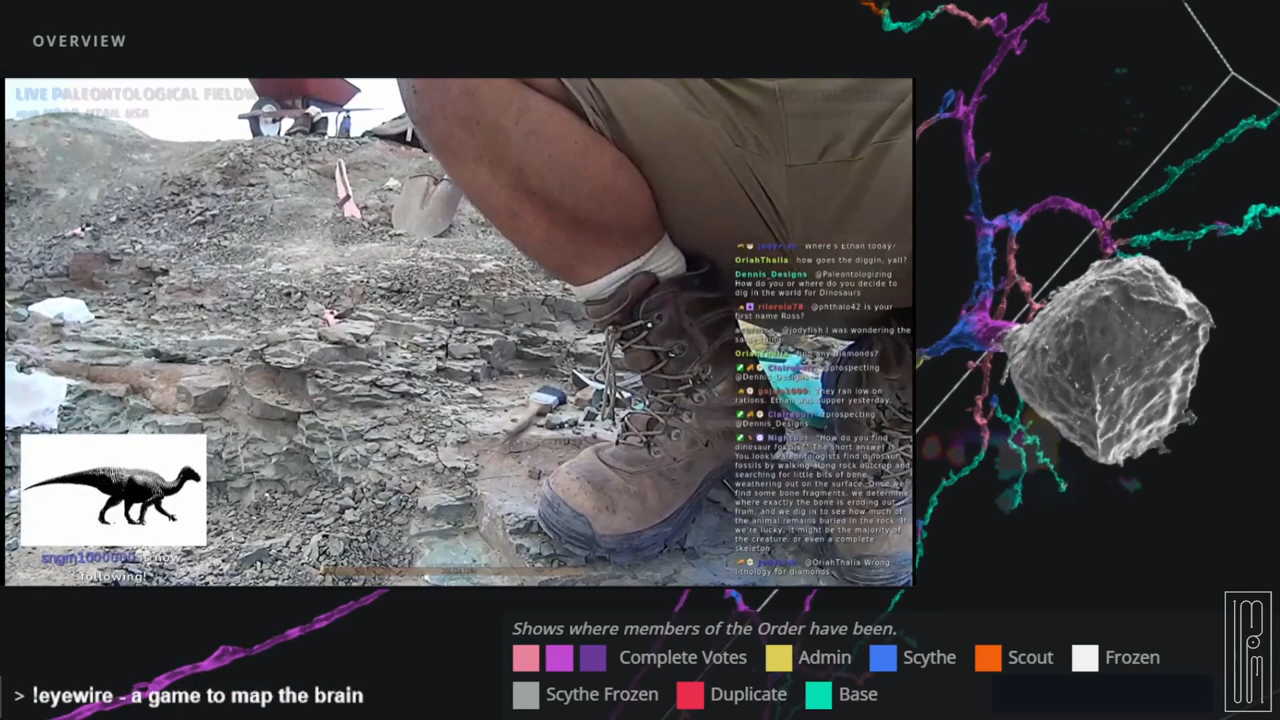 OVERVIEW
LIVE PALEONTOLOGICAL
UTAH, USA
Where's Ethan today?
OriahThalia how goes the diggin, yall?
Dennis_Designs @Paleontologizing
How do you or where do you decide to
dig in the world for Dinosaurs
@phthalo42 is your
first name Ross?
@jodyfish I was wondering the
find any diamonds?
@prospecting
@Dennis_Designs
They ran low on
rations. Ethan was supper yesterday.
@Dennis_Designs
"How do you find
dinosaur fossils?" The short answer is:
You look! Paleontologists find dinosaur
fossils by walking along rock outcrop and
searching for little bits of bone
weathering out on the surface. Once we
find some bone fragments, we determine
where exactly the bone is eroding out
from, and we dig in to see how much of
the animal remains buried in the rock. If
we're lucky, it might be the majority of
the creature, or even a complete
skeleton
@OriahThalia Wrong
lithology for diamonds
is now
following!
Shows where members of the Order have been.
Complete Votes Admin Scythe Scout Frozen
Scythe Frozen Duplicate Base
> !eyewire - a game to map the brain